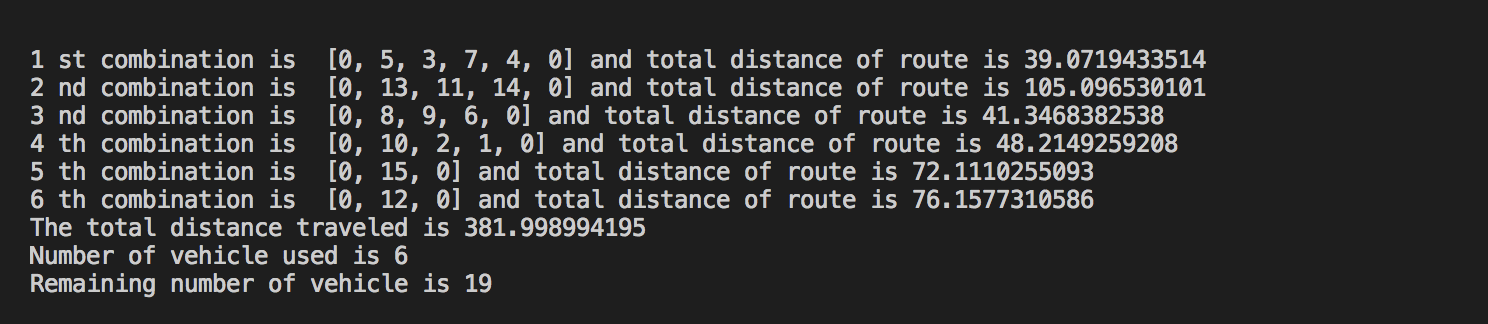 1 st combination is  [0, 5, 3, 7, 4, 0] and total distance of route is 39.0719433514
2 nd combination is  [0, 13, 11, 14, 0] and total distance of route is 105.096530101
3 nd combination is  [0, 8, 9, 6, 0] and total distance of route is 41.3468382538
4 th combination is  [0, 10, 2, 1, 0] and total distance of route is 48.2149259208
5 th combination is  [0, 15, 0] and total distance of route is 72.1110255093
6 th combination is  [0, 12, 0] and total distance of route is 76.1577310586
The total distance traveled is 381.998994195
Number of vehicle used is 6
Remaining number of vehicle is 19